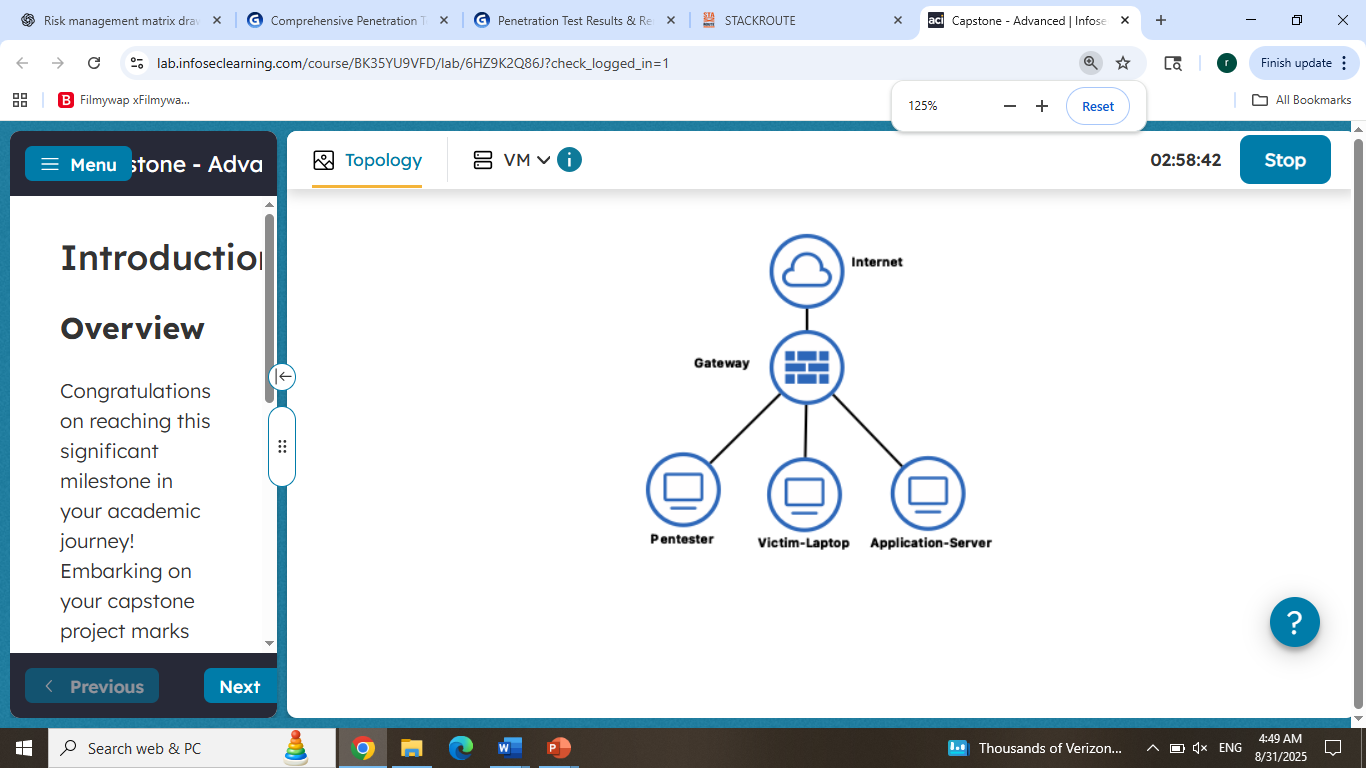 Risk management matrix draw
Comprehensive Penetration T
Penetration Test Results & Re
STACKROUTE
aci
Capstone - Advanced | Infose
lab.infoseclearning.com/course/BK35YU9VFD/lab/6HZ9K2Q86J?check_logged_in=1
r
Finish update
B
Filmywap xFilmywa...
All Bookmarks
125%
Reset
Menu
stone - Adva
Topology
VM
i
02:58:42
Stop
Introduction
Overview
Congratulations
on reaching this
significant
milestone in
your academic
journey!
Embarking on
your capstone
project marks
Previous
Next
Internet
Gateway
Pentester
Victim-Laptop
Application-Server
?
Search web & PC
Thousands of Verizon...
ENG
4:49 AM
8/31/2025